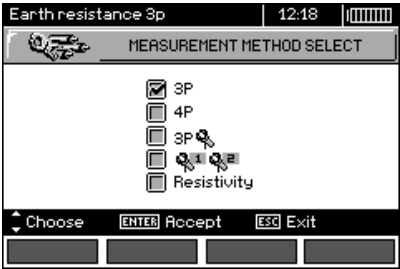 Earth resistance 3p 12:18
MEASUREMENT METHOD SELECT
3P
4P
3P
1 2
Resistivity
Choose ENTER Accept ESC Exit